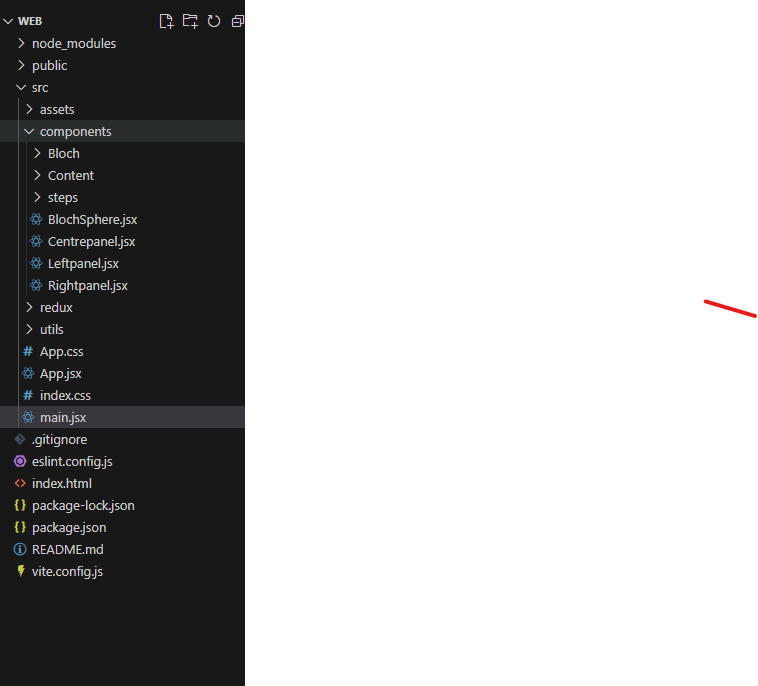 WEB
node_modules
public
src
assets
components
Bloch
Content
steps
BlochSphere.jsx
Centrepanel.jsx
Leftpanel.jsx
Rightpanel.jsx
redux
utils
# App.css
App.jsx
# index.css
main.jsx
.gitignore
eslint.config.js
<> index.html
{} package-lock.json
{} package.json
README.md
vite.config.js